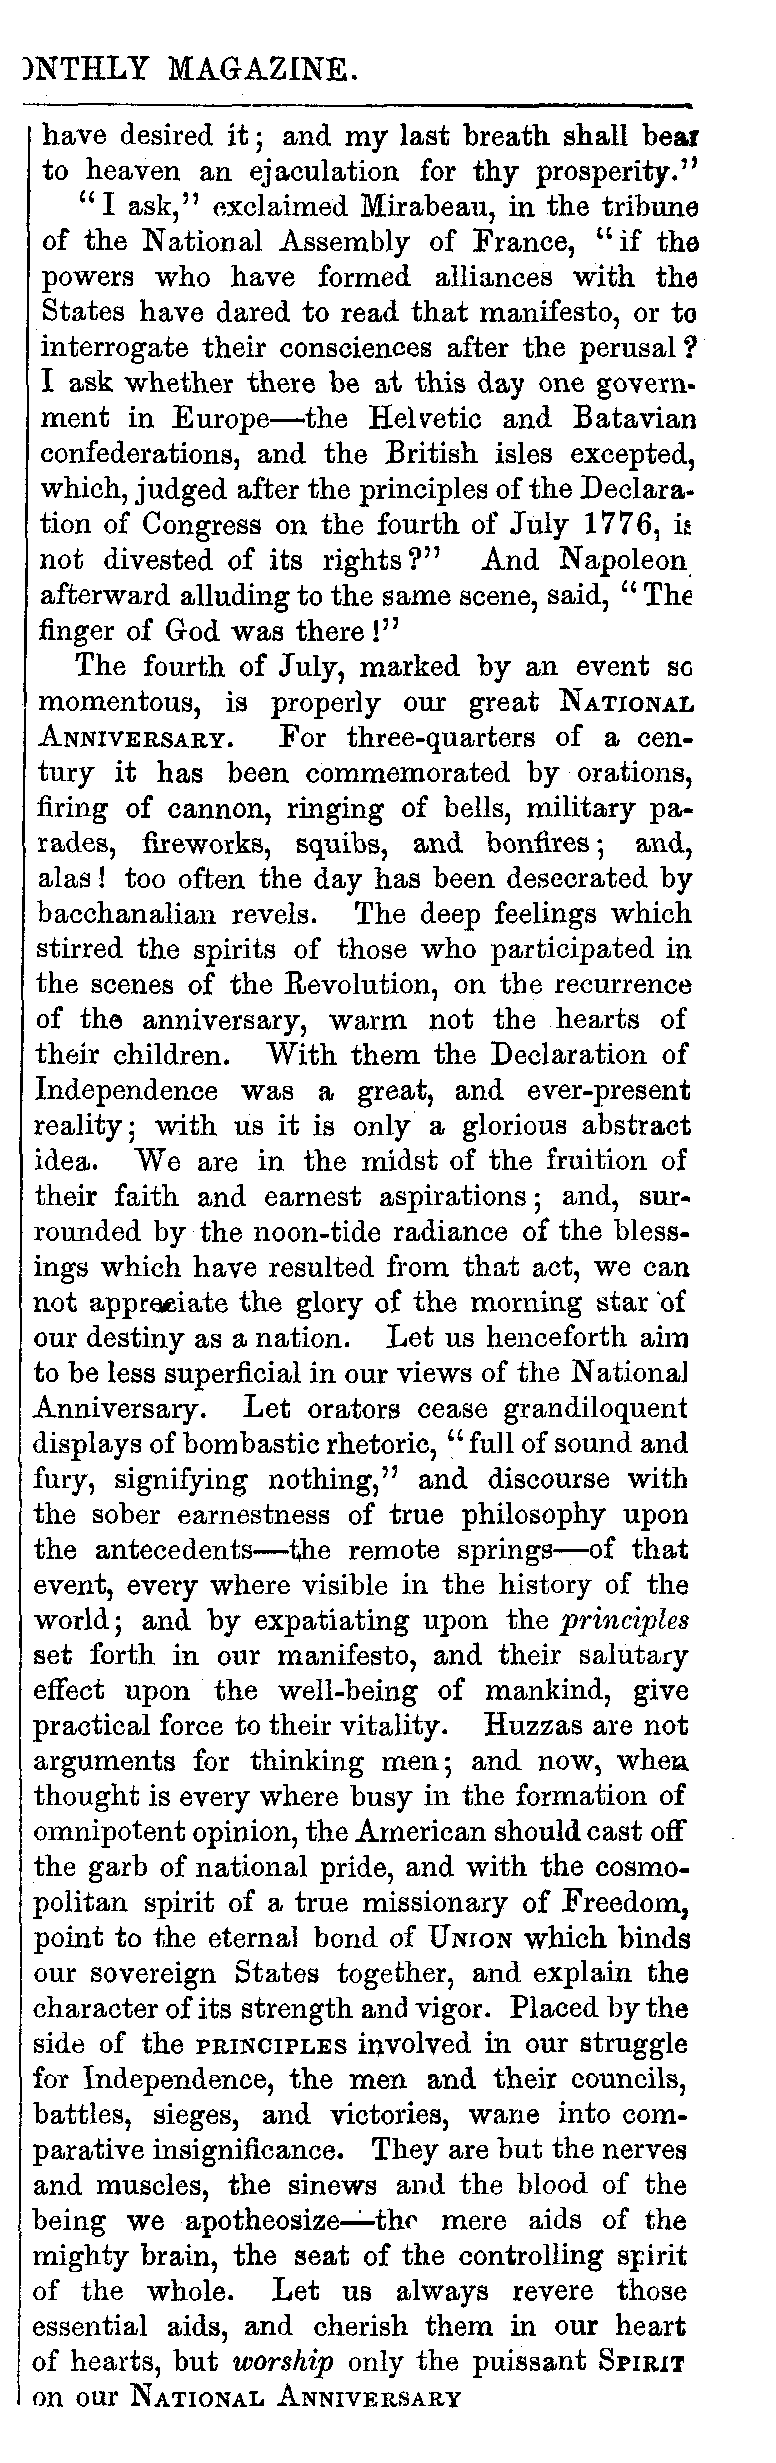 ONTHLY MAGAZINE.
have desired it; and my last breath shall bear
to heaven an ejaculation for thy prosperity."
"I ask," exclaimed Mirabeau, in the tribune
of the National Assembly of France, "if the
powers who have formed alliances with the
States have dared to read that manifesto, or to
interrogate their consciences after the perusal?
I ask whether there be at this day one govern-
ment in Europe—the Helvetic and Batavian
confederations, and the British isles excepted,
which, judged after the principles of the Declara-
tion of Congress on the fourth of July 1776, is
not divested of its rights?" And Napoleon
afterward alluding to the same scene, said, "The
finger of God was there!"
The fourth of July, marked by an event so
momentous, is properly our great NATIONAL
ANNIVERSARY. For three-quarters of a cen-
tury it has been commemorated by orations,
firing of cannon, ringing of bells, military pa-
rades, fireworks, squibs, and bonfires; and,
alas! too often the day has been desecrated by
bacchanalian revels. The deep feelings which
stirred the spirits of those who participated in
the scenes of the Revolution, on the recurrence
of the anniversary, warm not the hearts of
their children. With them the Declaration of
Independence was a great, and ever-present
reality; with us it is only a glorious abstract
idea. We are in the midst of the fruition of
their faith and earnest aspirations; and, sur-
rounded by the noon-tide radiance of the bless-
ings which have resulted from that act, we can
not appreciate the glory of the morning star of
our destiny as a nation. Let us henceforth aim
to be less superficial in our views of the National
Anniversary. Let orators cease grandiloquent
displays of bombastic rhetoric, "full of sound and
fury, signifying nothing," and discourse with
the sober earnestness of true philosophy upon
the antecedents—the remote springs—of that
event, every where visible in the history of the
world; and by expatiating upon the principles
set forth in our manifesto, and their salutary
effect upon the well-being of mankind, give
practical force to their vitality. Huzzas are not
arguments for thinking men; and now, when
thought is every where busy in the formation of
omnipotent opinion, the American should cast off
the garb of national pride, and with the cosmo-
politan spirit of a true missionary of Freedom,
point to the eternal bond of UNION which binds
our sovereign States together, and explain the
character of its strength and vigor. Placed by the
side of the PRINCIPLES involved in our struggle
for Independence, the men and their councils,
battles, sieges, and victories, wane into com-
parative insignificance. They are but the nerves
and muscles, the sinews and the blood of the
being we apotheosize—the mere aids of the
mighty brain, the seat of the controlling spirit
of the whole. Let us always revere those
essential aids, and cherish them in our heart
of hearts, but worship only the puissant SPIRIT
on our NATIONAL ANNIVERSARY